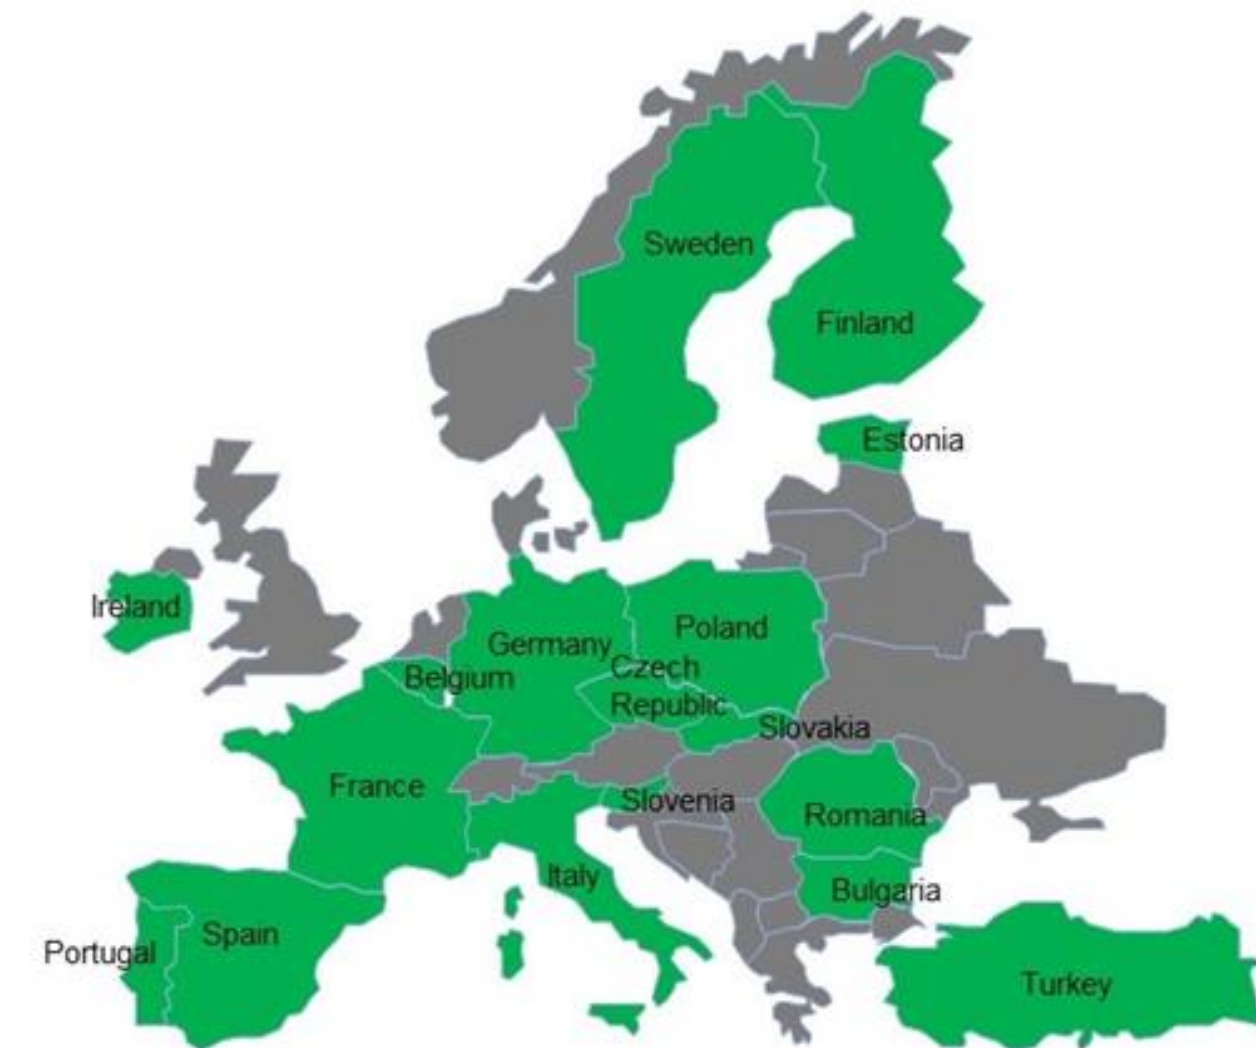 Sweden
Finland
Estonia
Ireland
Poland
Germany
Czech
Republic
Belgium
Slovakia
France
Slovenia
Romania
Italy
Bulgaria
Spain
Portugal
Turkey